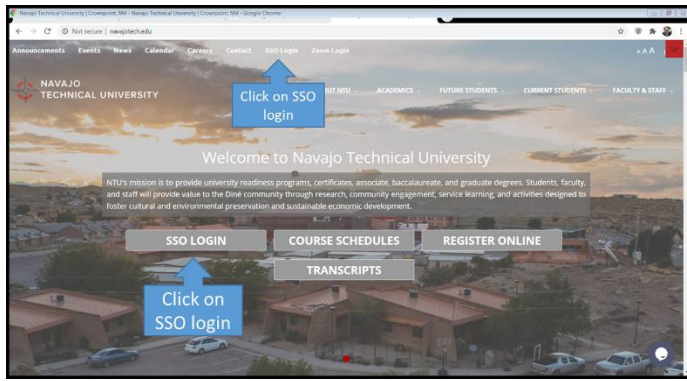 Navajo Technical University | Crownpoint, NM - Navajo Technical University | Crownpoint, NM - Google Chrome
Not secure | navajotech.edu
Announcements Events News Calendar Careers Contact SSO Login Zoom Login
A A A
NAVAJO
TECHNICAL UNIVERSITY
OUT NTU ACADEMICS FUTURE STUDENTS CURRENT STUDENTS FACULTY & STAFF
Click on SSO
login
Welcome to Navajo Technical University
NTU's mission is to provide university readiness programs, certificates, associate, baccalaureate, and graduate degrees. Students, faculty,
and staff will provide value to the Diné community through research, community engagement, service learning, and activities designed to
foster cultural and environmental preservation and sustainable economic development.
SSO LOGIN COURSE SCHEDULES REGISTER ONLINE
TRANSCRIPTS
Click on
SSO login